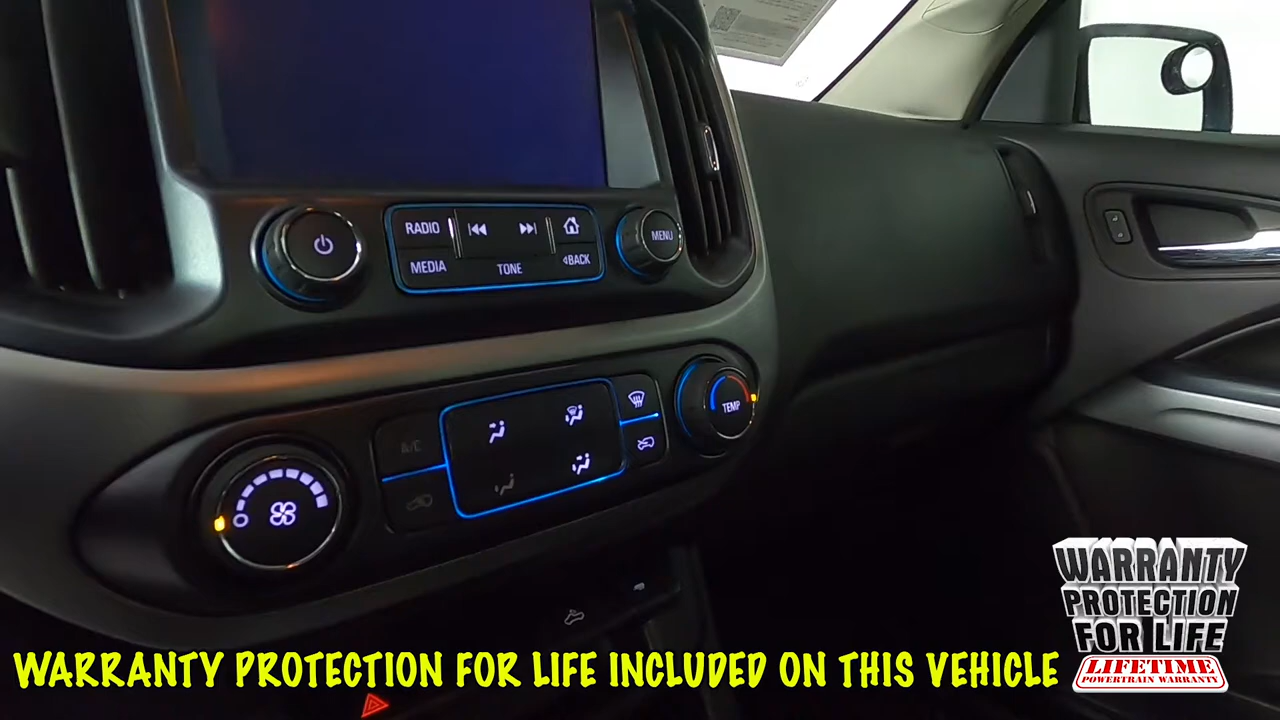 RADIO
MENU
MEDIA
TONE
BACK
TEMP
A/C
WARRANTY
PROTECTION
FOR LIFE
LIFETIME
POWERTRAIN WARRANTY
WARRANTY PROTECTION FOR LIFE INCLUDED ON THIS VEHICLE